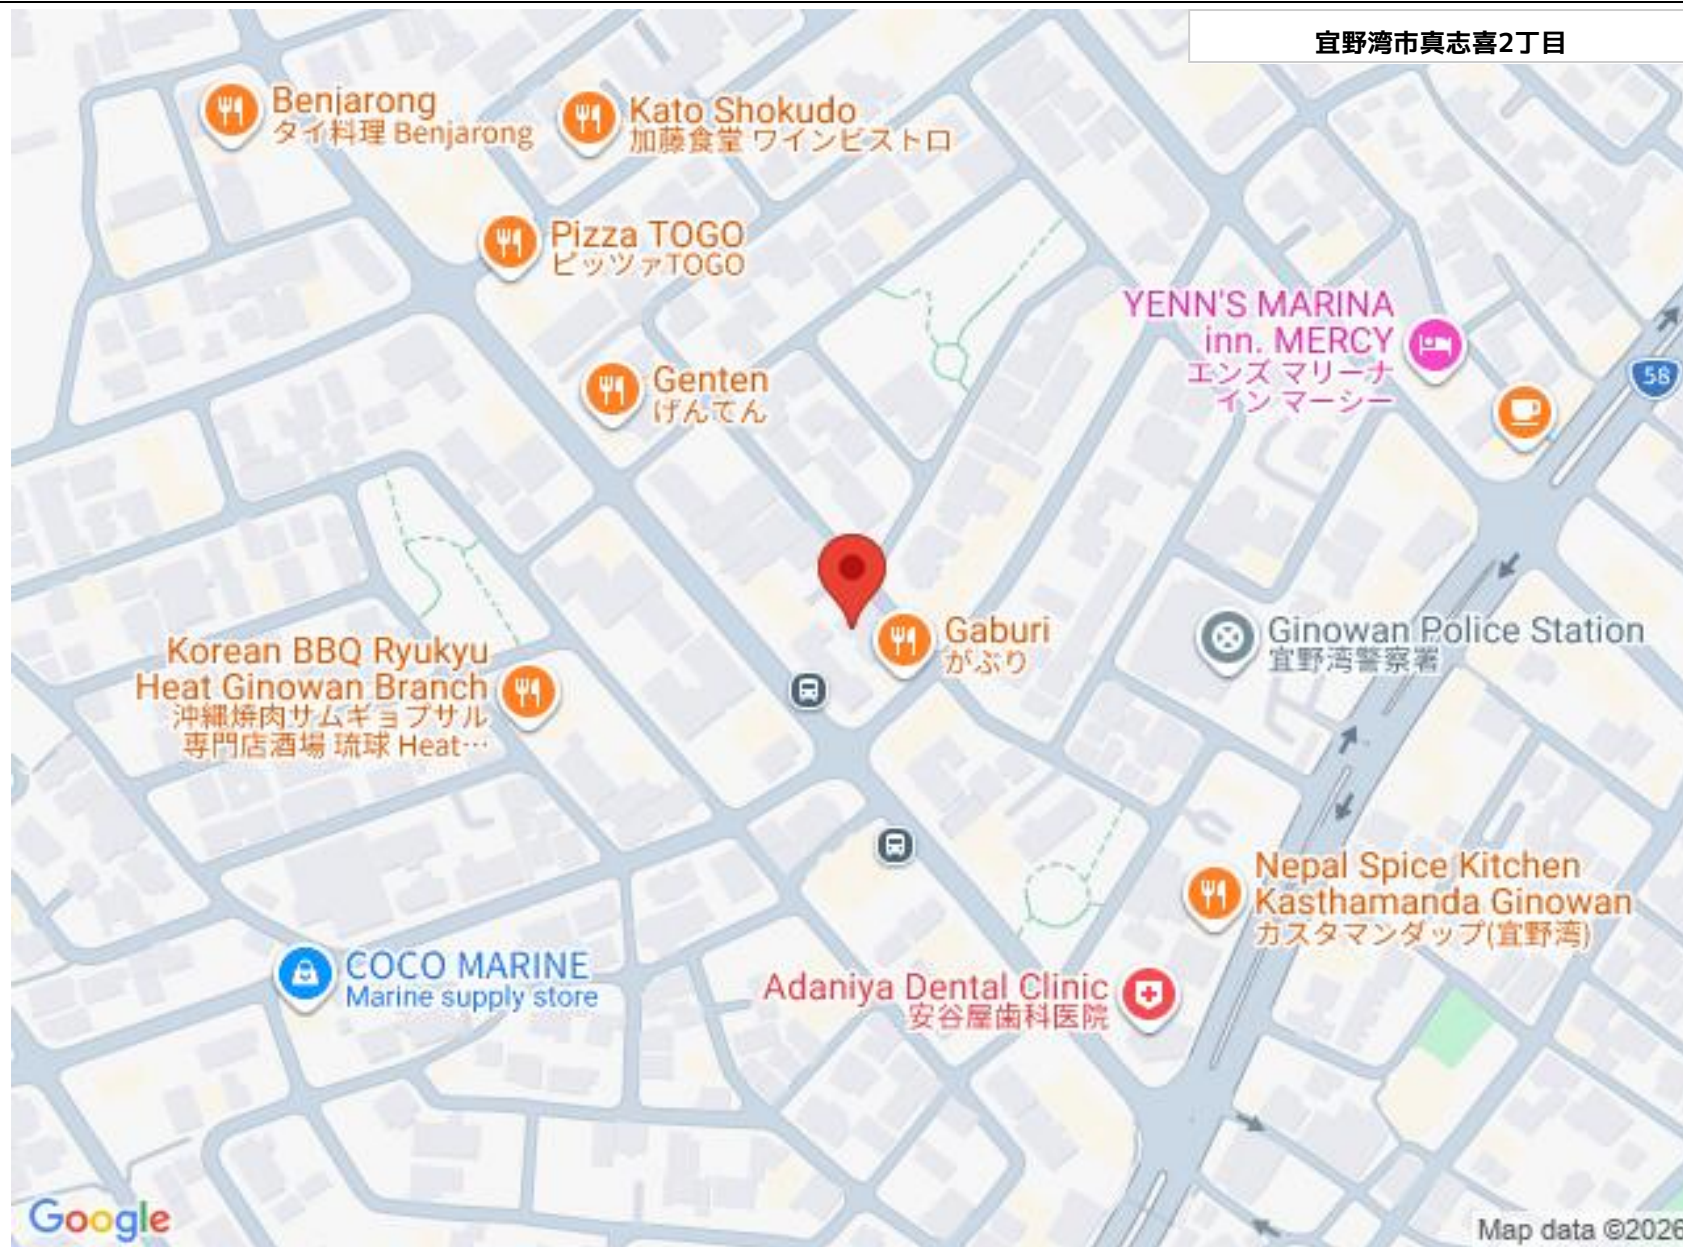 宜野湾市真志喜2丁目
Benjarong
タイ料理 Benjarong
Kato Shokudo
加藤食堂 ワインビストロ
Pizza TOGO
ピッツァTOGO
YENN'S MARINA
inn. MERCY
エンズ マリーナ
イン マーシー
58
Genten
げんてん
Gaburi
がぶり
Ginowan Police Station
宜野湾警察署
Korean BBQ Ryukyu
Heat Ginowan Branch
沖縄焼肉サムギョプサル
専門店酒場 琉球 Heat…
Nepal Spice Kitchen
Kasthamanda Ginowan
カスタマンダップ(宜野湾)
COCO MARINE
Marine supply store
Adaniya Dental Clinic
安谷屋歯科医院
Google
Map data ©2026